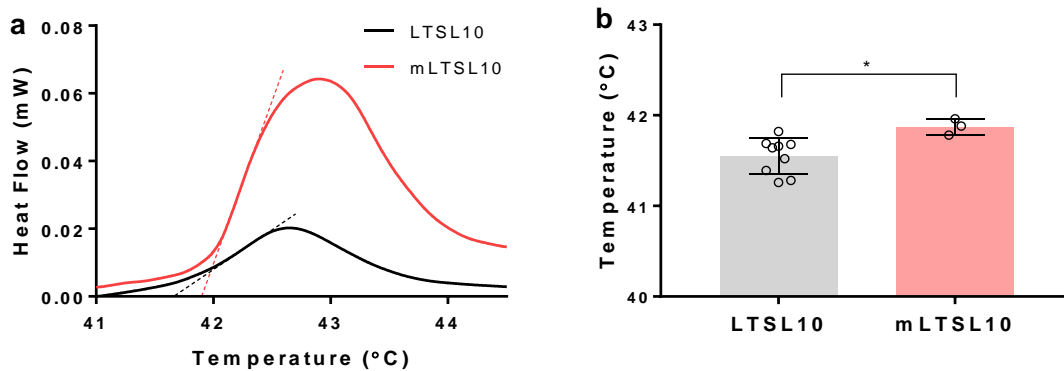 a
0.08
0.06
0.04
0.02
0.00
Heat Flow (mW)
41
42
43
44
Temperature (°C)
LTSL10
mLTSL10
b
43
42
41
40
Temperature (°C)
*
LTSL10
mLTSL10